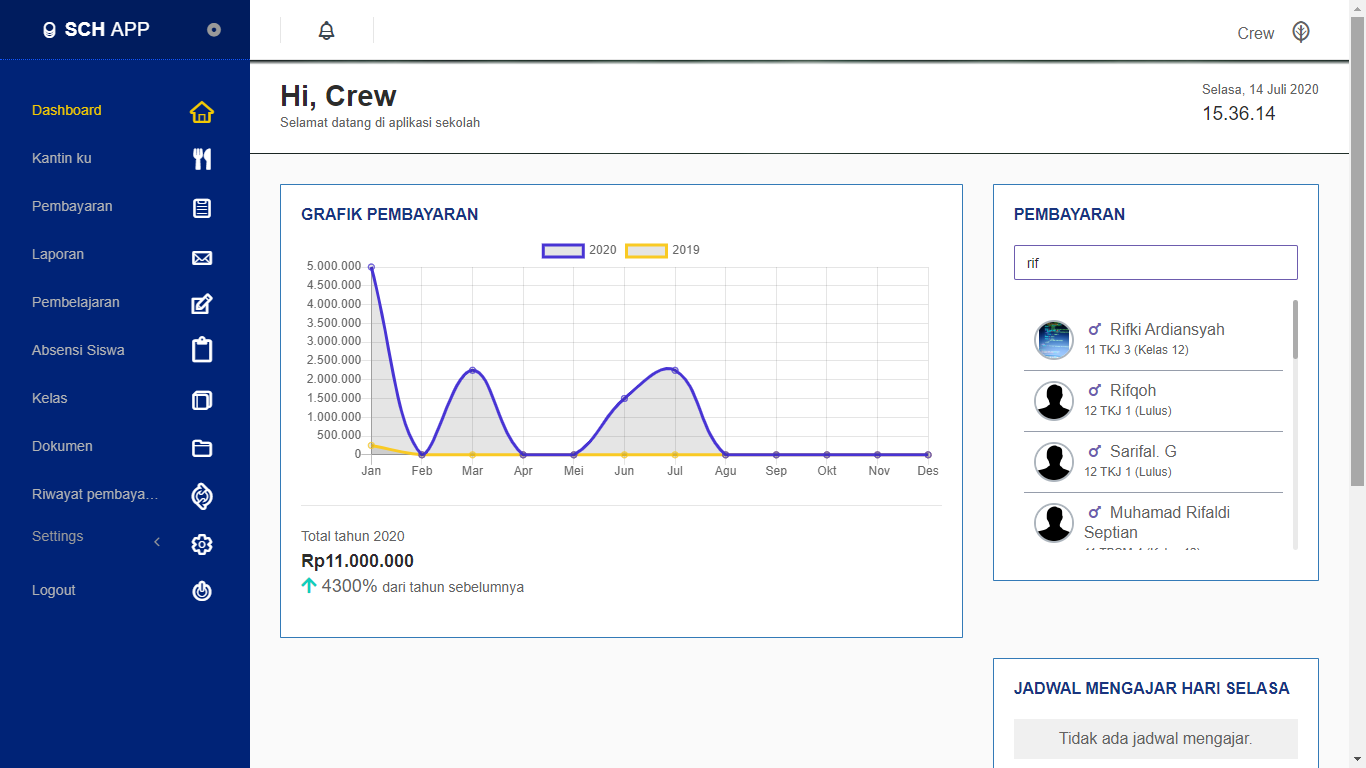 SCH APP
Dashboard
Kantin ku
Pembayaran
Laporan
Pembelajaran
Absensi Siswa
Kelas
Dokumen
Riwayat pembaya...
Settings
Logout
Crew
Hi, Crew
Selamat datang di aplikasi sekolah
Selasa, 14 Juli 2020
15.36.14
GRAFIK PEMBAYARAN
2020 2019
5.000.000
4.500.000
4.000.000
3.500.000
3.000.000
2.500.000
2.000.000
1.500.000
1.000.000
500.000
0
Jan Feb Mar Apr Mei Jun Jul Agu Sep Okt Nov Des
Total tahun 2020
Rp11.000.000
4300% dari tahun sebelumnya
PEMBAYARAN
rif
Rifki Ardiansyah
11 TKJ 3 (Kelas 12)
Rifqoh
12 TKJ 1 (Lulus)
Sarifal. G
12 TKJ 1 (Lulus)
Muhamad Rifaldi
Septian
JADWAL MENGAJAR HARI SELASA
Tidak ada jadwal mengajar.